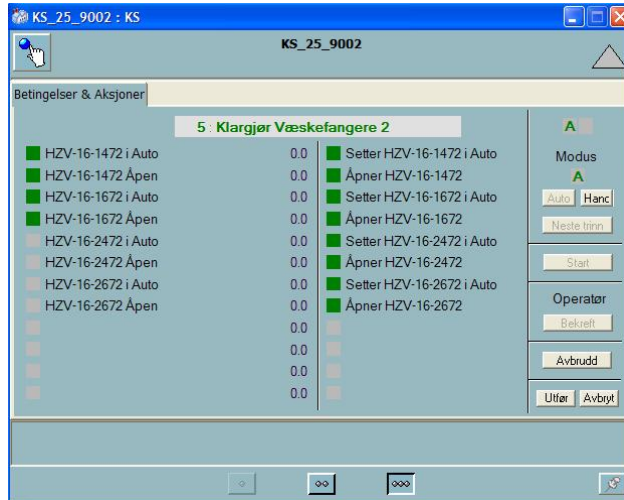 KS_25_9002 : KS
KS_25_9002
Betingelser & Aksjoner
5 : Klargjør Væskefangere 2
A
HZV-16-1472 i Auto 0.0 Setter HZV-16-1472 i Auto
HZV-16-1472 Åpen 0.0 Åpner HZV-16-1472
HZV-16-1672 i Auto 0.0 Setter HZV-16-1672 i Auto
HZV-16-1672 Åpen 0.0 Åpner HZV-16-1672
HZV-16-2472 i Auto 0.0 Setter HZV-16-2472 i Auto
HZV-16-2472 Åpen 0.0 Åpner HZV-16-2472
HZV-16-2672 i Auto 0.0 Setter HZV-16-2672 i Auto
HZV-16-2672 Åpen 0.0 Åpner HZV-16-2672
0.0
0.0
0.0
0.0
Modus
A
Auto Hanc
Neste trinn
Start
Operatør
Bekreft
Avbrudd
Utfør Avbryt